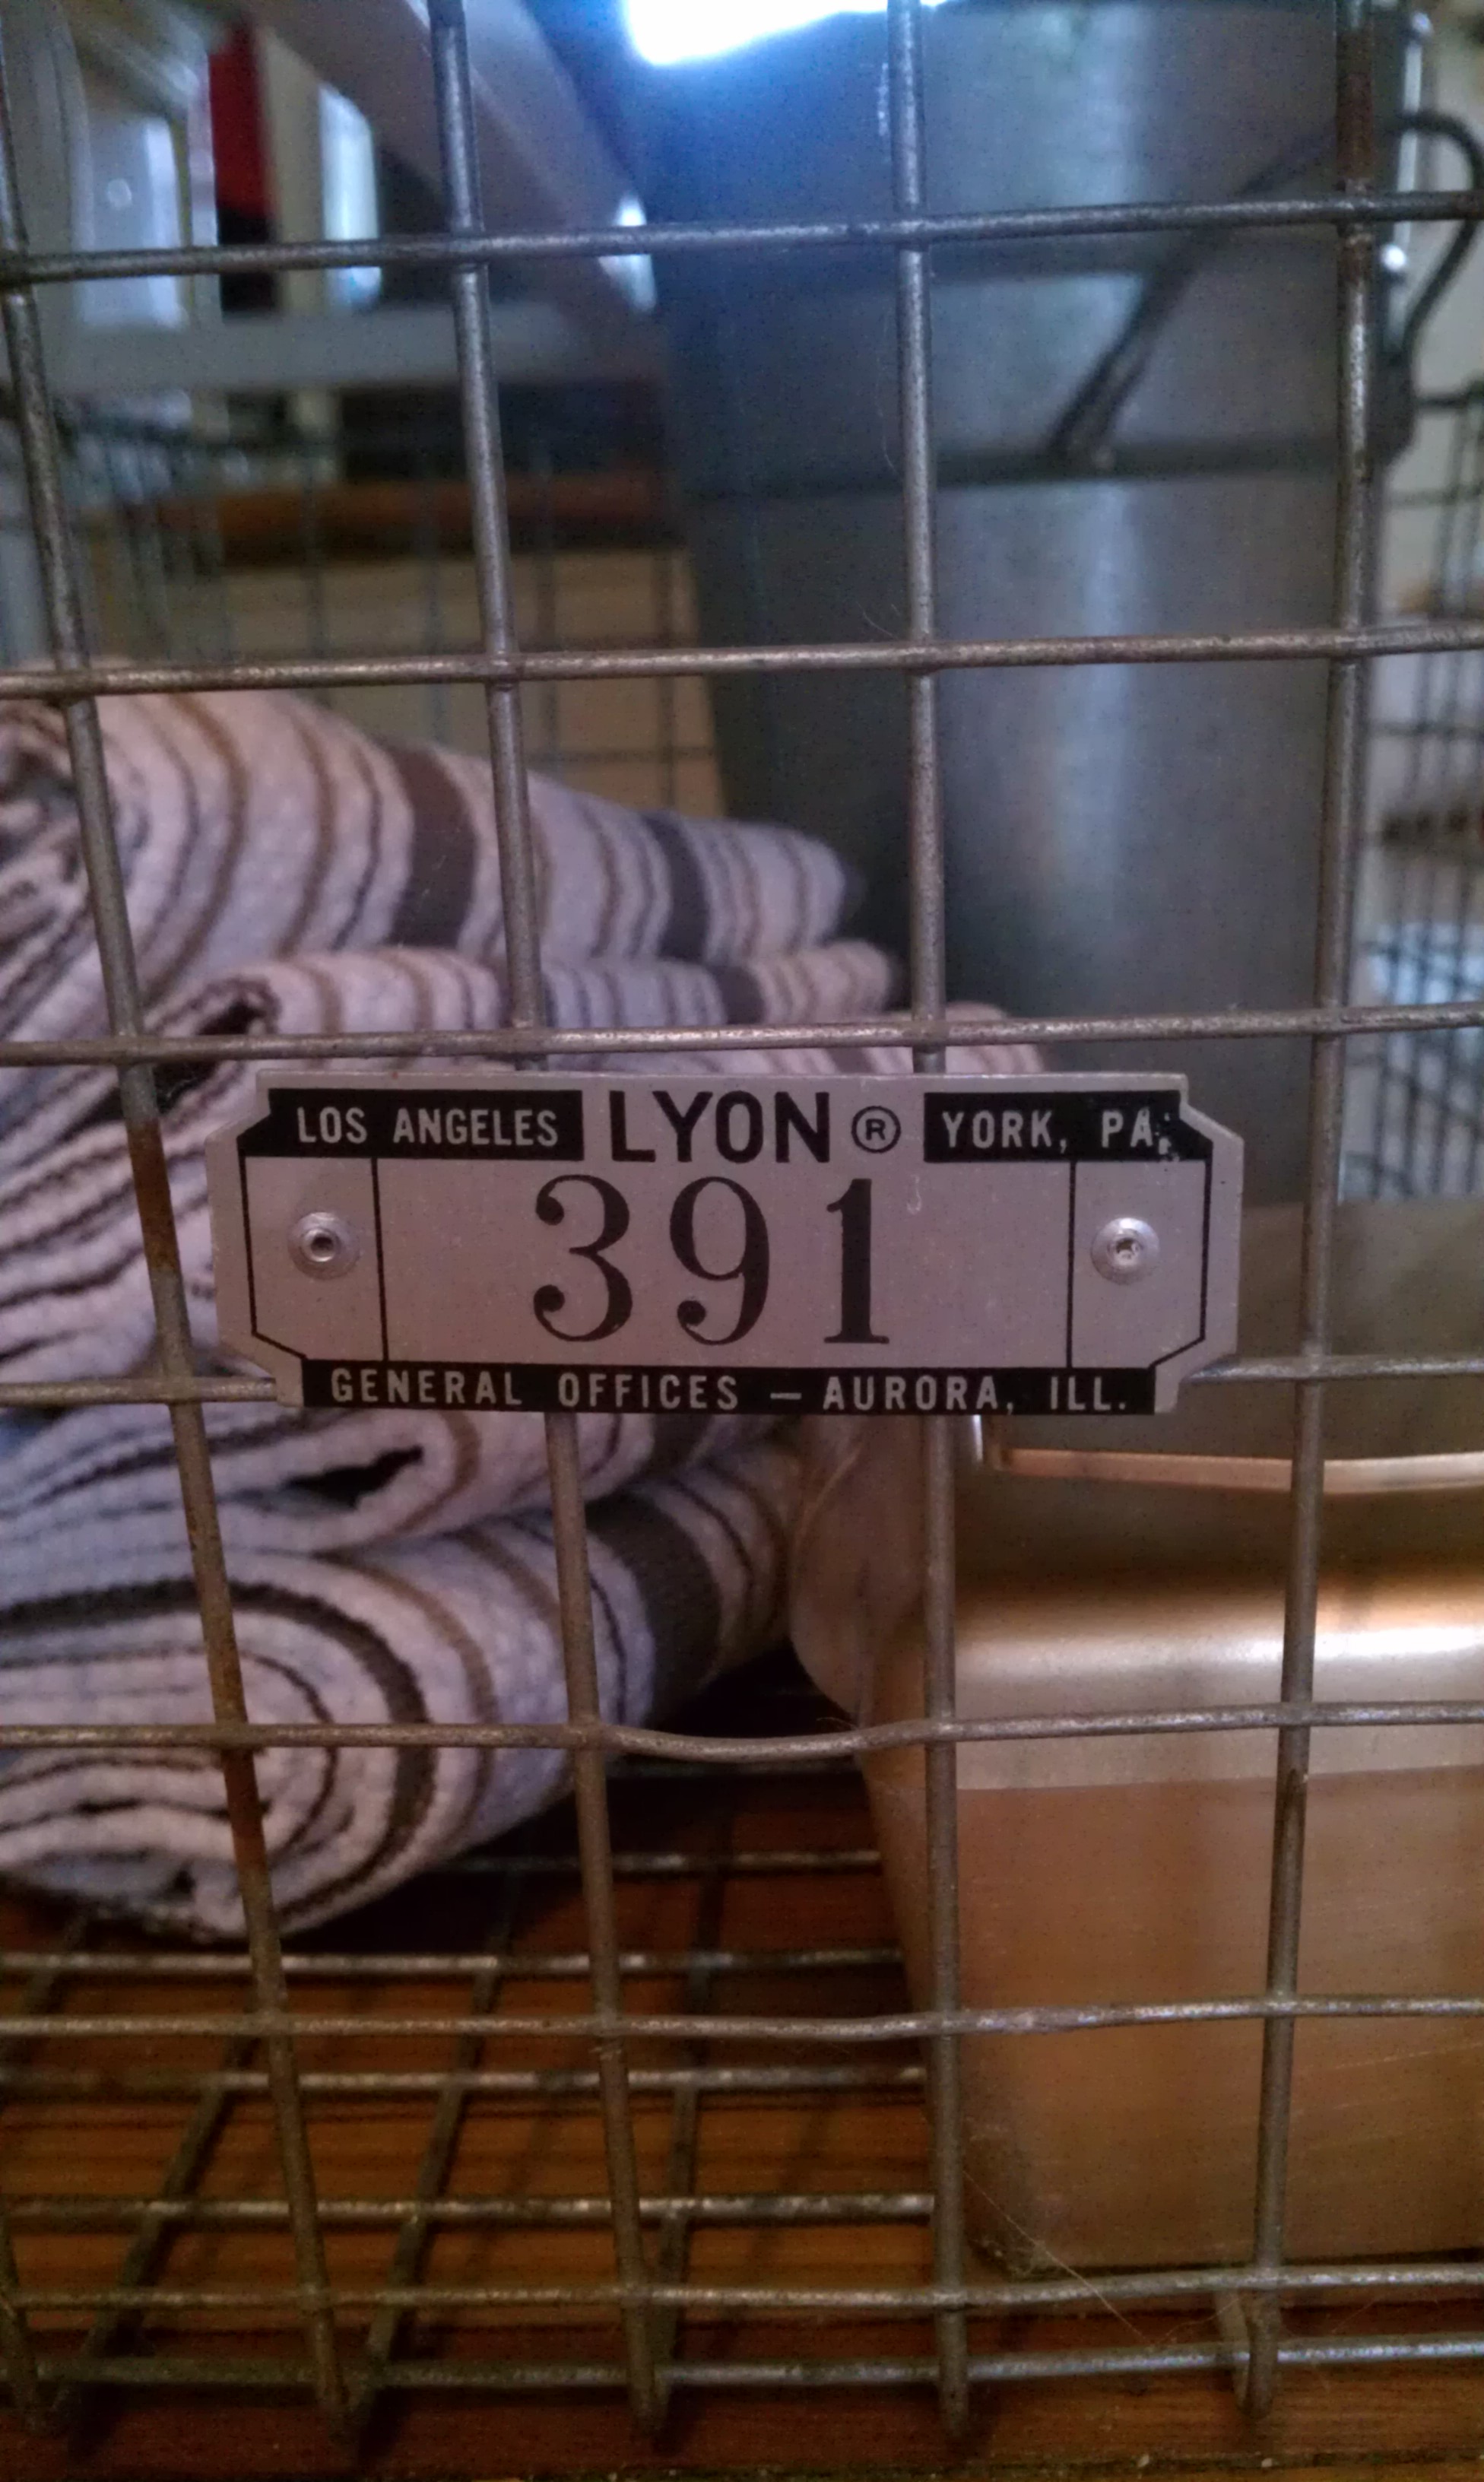 LOS ANGELES LYON ® YORK, PA.
391
GENERAL OFFICES — AURORA, ILL.